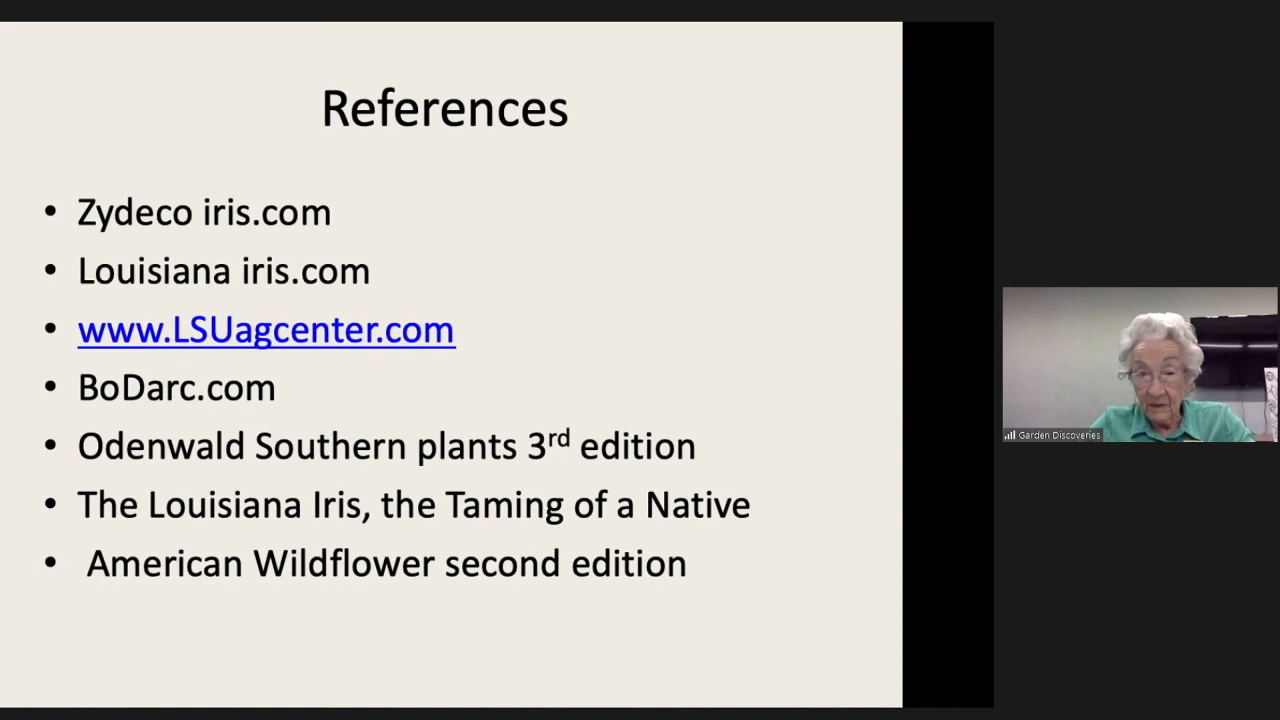 References
• Zydeco iris.com
• Louisiana iris.com
• www.LSUagcenter.com
• BoDarc.com
• Odenwald Southern plants 3rd edition
• The Louisiana Iris, the Taming of a Native
• American Wildflower second edition
Garden Discoveries